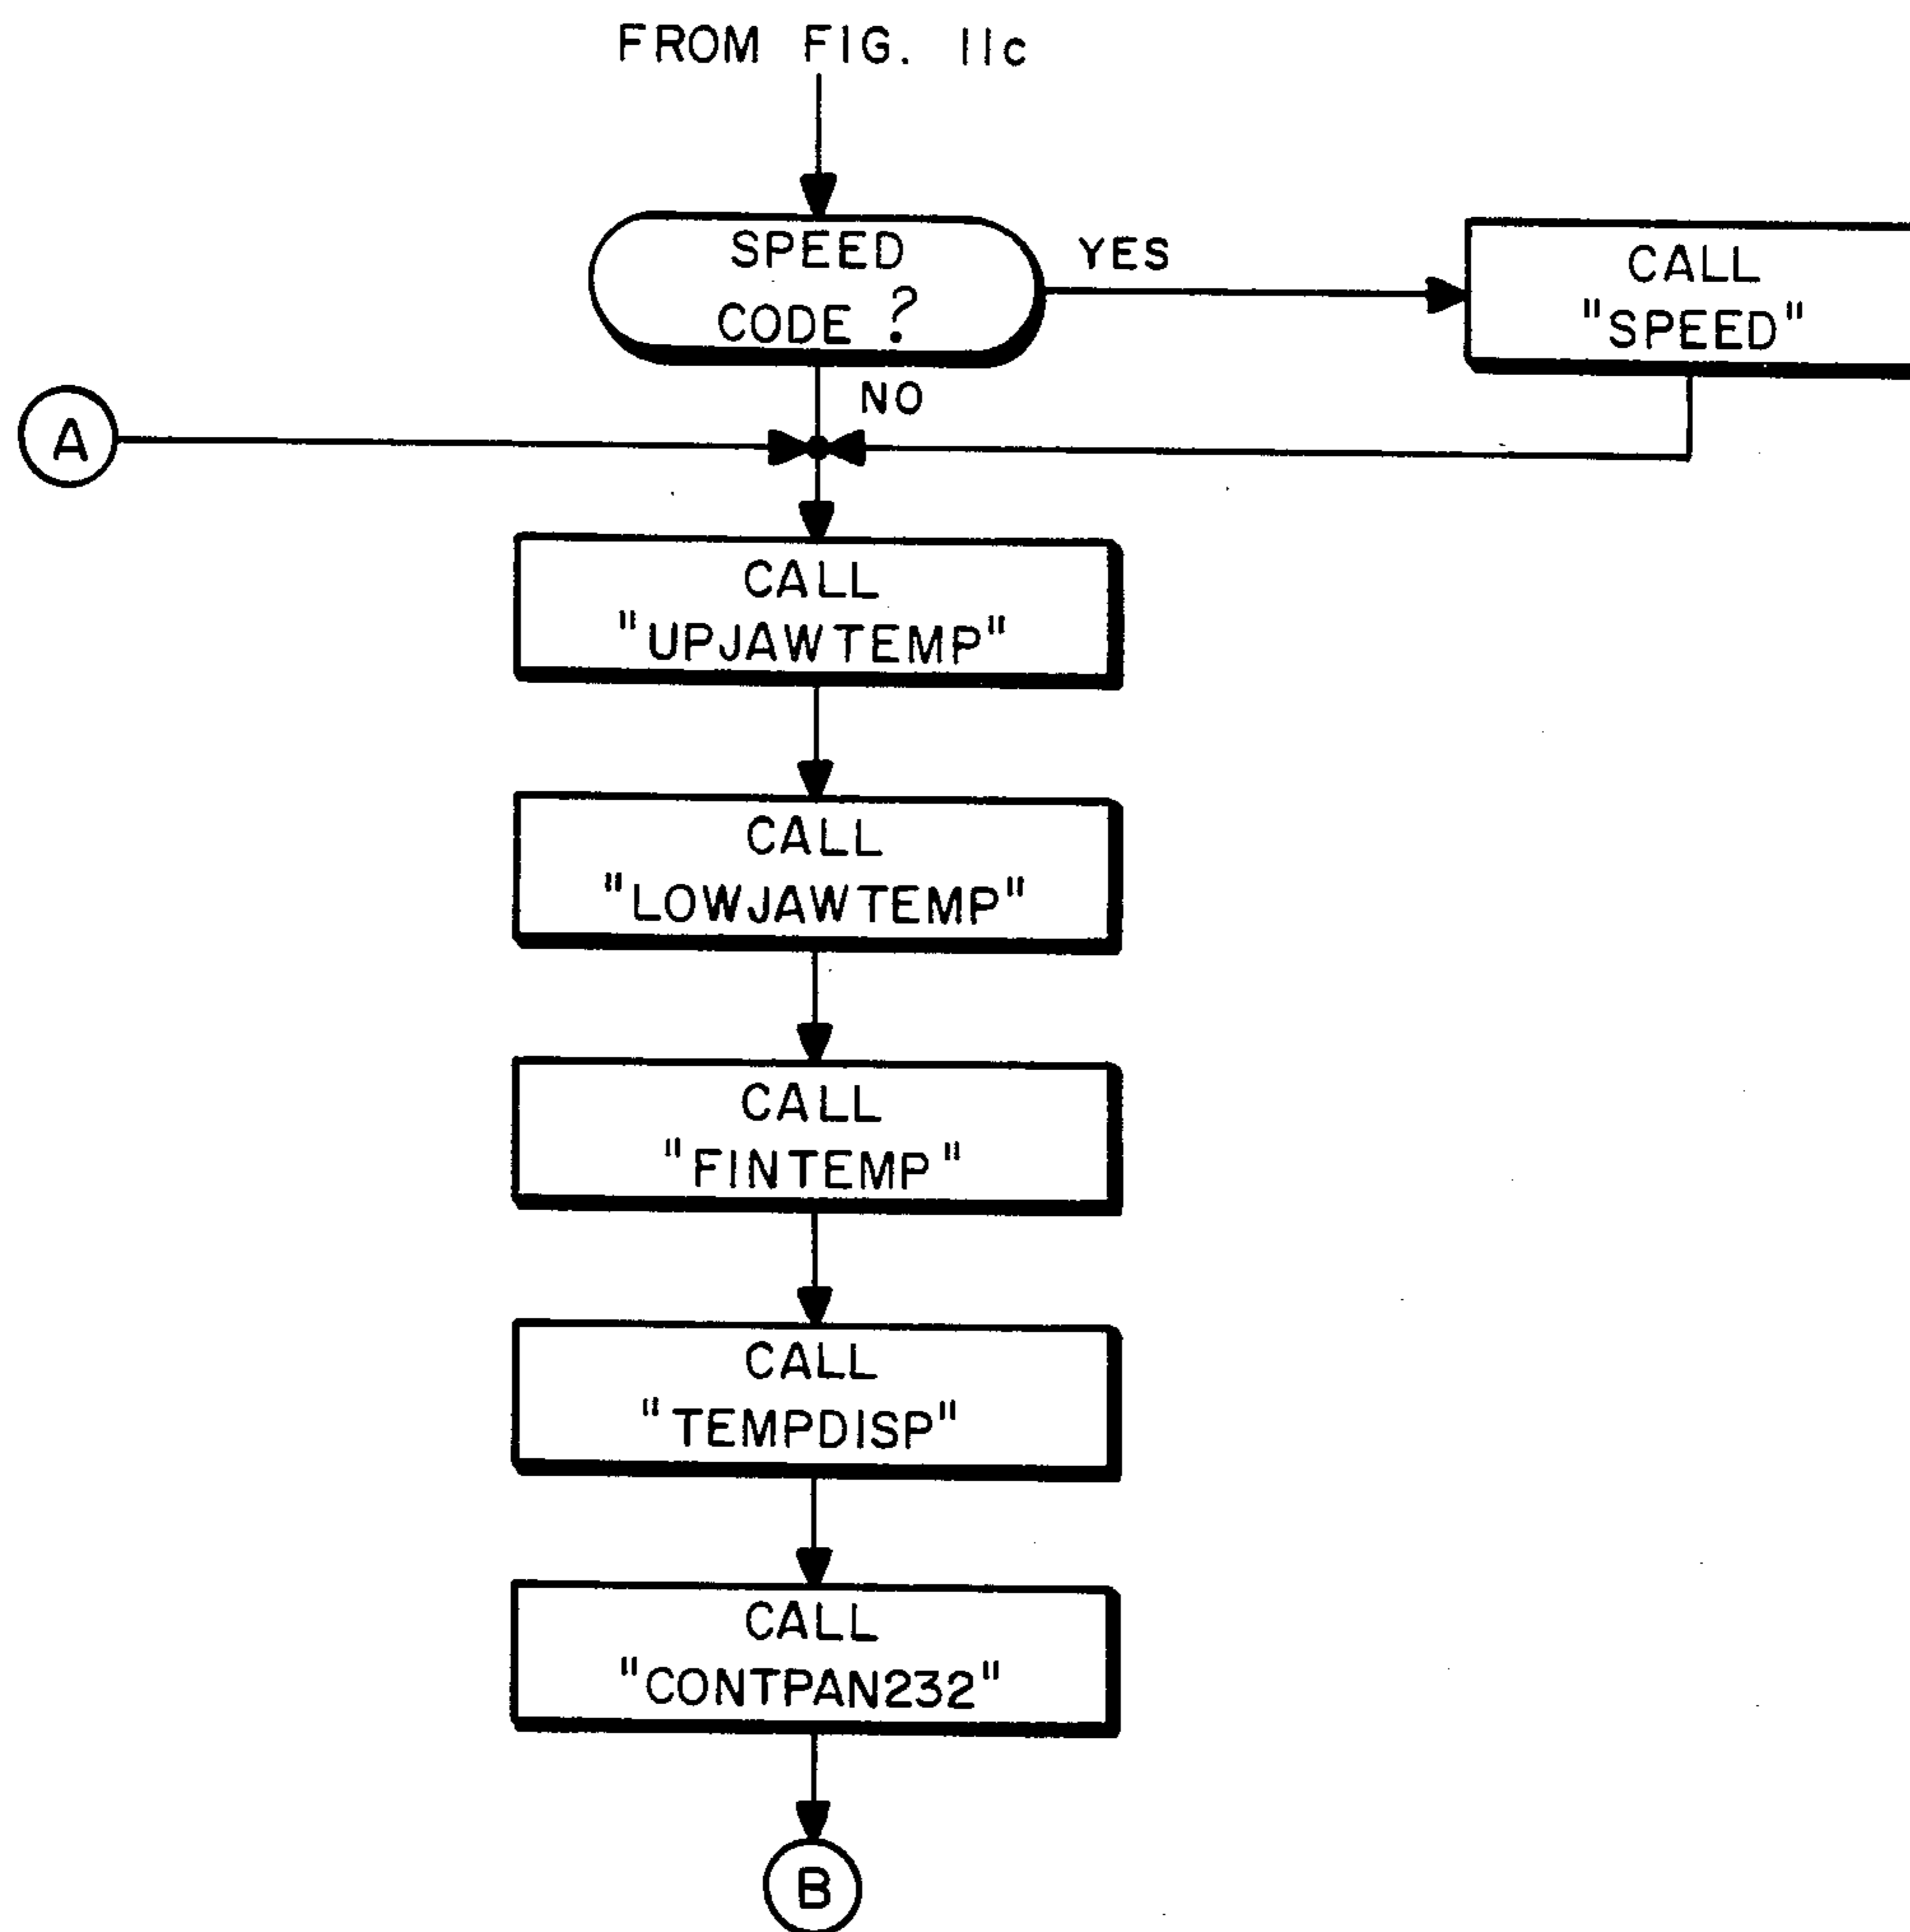 FROM FIG. 11c
SPEED
CODE ?
YES
CALL
"SPEED"
NO
A
CALL
"UPJAWTEMP"
CALL
"LOWJAWTEMP"
CALL
"FINTEMP"
CALL
"TEMPDISP"
CALL
"CONTPAN232"
B